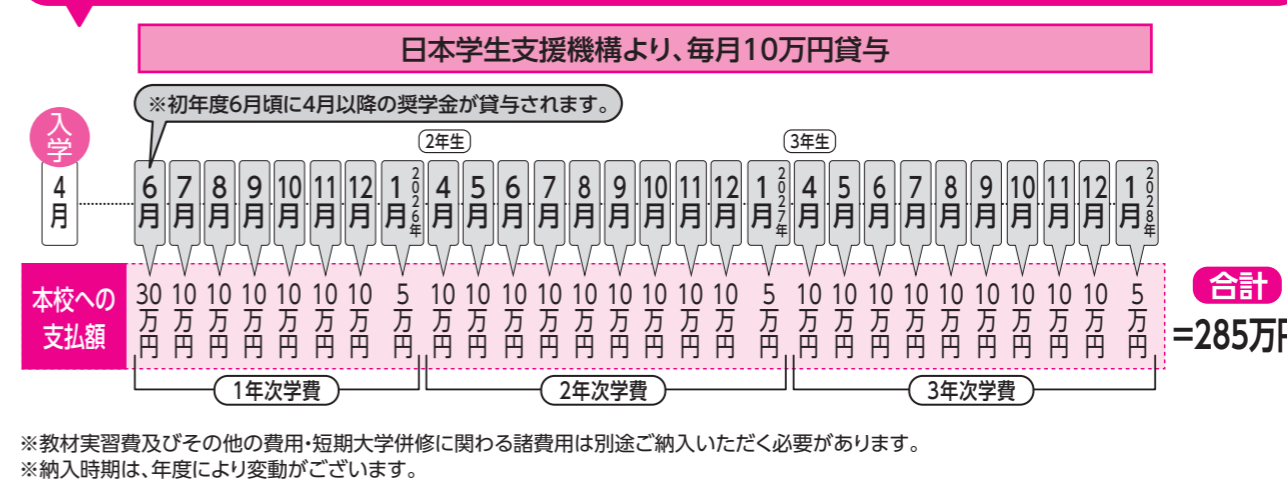 日本学生支援機構より、毎月10万円貸与
※初年度6月頃に4月以降の奨学金が貸与されます。
入学
2年生
3年生
4月 6月 7月 8月 9月 10月 11月 12月 1月 2026年 4月 5月 6月 7月 8月 9月 10月 11月 12月 1月 2027年 4月 5月 6月 7月 8月 9月 10月 11月 12月 1月 2028年
本校への
支払額
30万円 10万円 10万円 10万円 10万円 10万円 10万円 5万円 10万円 10万円 10万円 10万円 10万円 10万円 10万円 10万円 10万円 5万円 10万円 10万円 10万円 10万円 10万円 10万円 10万円 10万円 10万円 5万円
合計
=285万円
1年次学費
2年次学費
3年次学費
※教材実習費及びその他の費用・短期大学併修に関わる諸費用は別途ご納入いただく必要があります。
※納入時期は、年度により変動がございます。